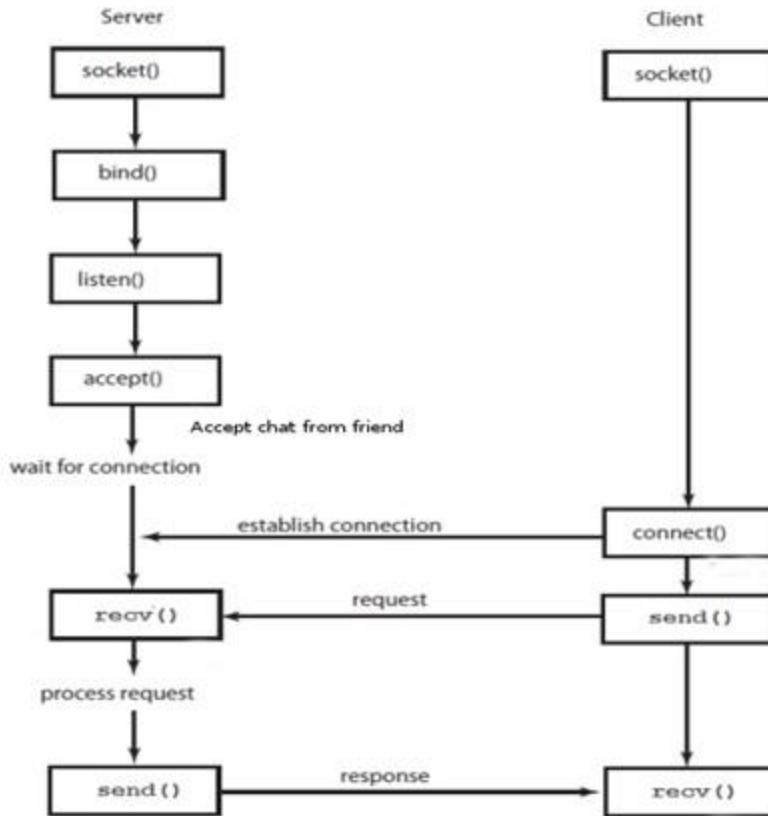 Server
Client
socket()
socket()
bind()
listen()
accept()
Accept chat from friend
wait for connection
establish connection
connect()
recv()
request
send()
process request
send()
response
recv()